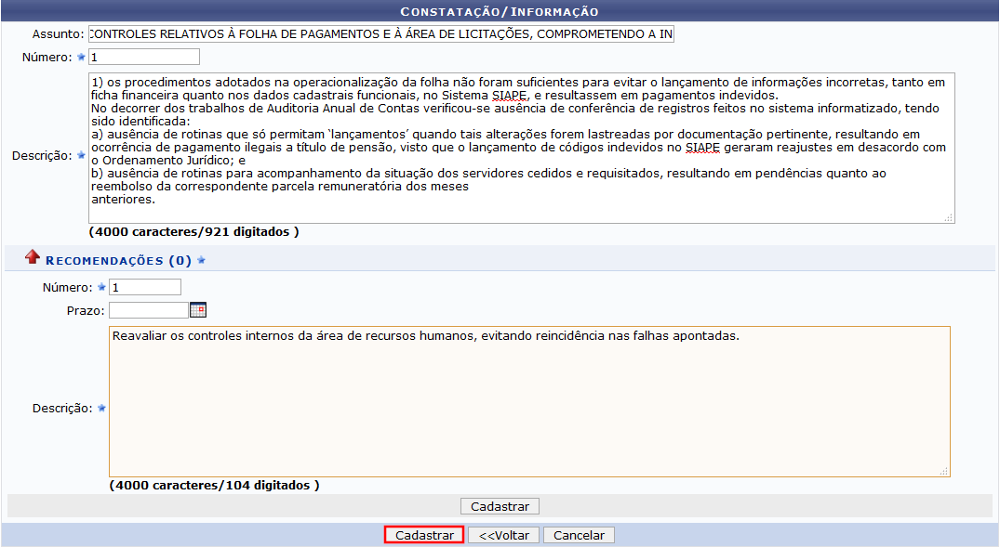 CONSTATAÇÃO/INFORMAÇÃO
Assunto: CONTROLES RELATIVOS À FOLHA DE PAGAMENTOS E À ÁREA DE LICITAÇÕES, COMPROMETENDO A IN
Número: 1
1) os procedimentos adotados na operacionalização da folha não foram suficientes para evitar o lançamento de informações incorretas, tanto em
ficha financeira quanto nos dados cadastrais funcionais, no Sistema SIAPE, e resultassem em pagamentos indevidos.
No decorrer dos trabalhos de Auditoria Anual de Contas verificou-se ausência de conferência de registros feitos no sistema informatizado, tendo
sido identificada:
a) ausência de rotinas que só permitam ‘lançamentos’ quando tais alterações forem lastreadas por documentação pertinente, resultando em
Descrição: ocorrência de pagamento ilegais a título de pensão, visto que o lançamento de códigos indevidos no SIAPE geraram reajustes em desacordo com
o Ordenamento Jurídico; e
b) ausência de rotinas para acompanhamento da situação dos servidores cedidos e requisitados, resultando em pendências quanto ao
reembolso da correspondente parcela remuneratória dos meses
anteriores.
(4000 caracteres/921 digitados )
RECOMENDAÇÕES (0)
Número: 1
Prazo:
Reavaliar os controles internos da área de recursos humanos, evitando reincidência nas falhas apontadas.
Descrição:
(4000 caracteres/104 digitados )
Cadastrar
Cadastrar <<Voltar Cancelar